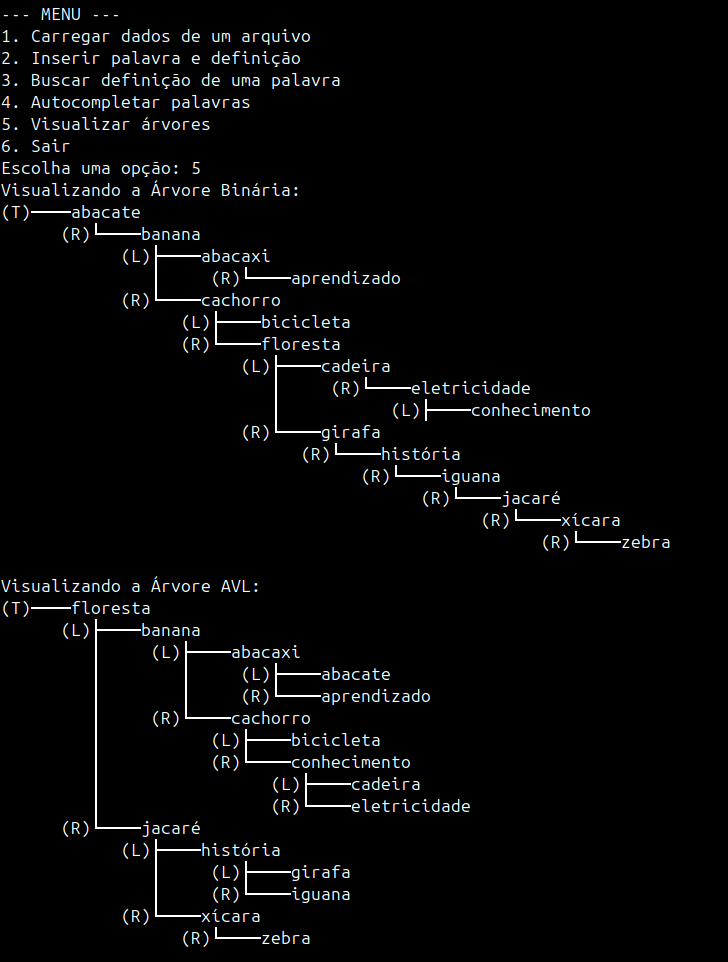 --- MENU ---
1. Carregar dados de um arquivo
2. Inserir palavra e definição
3. Buscar definição de uma palavra
4. Autocompletar palavras
5. Visualizar árvores
6. Sair
Escolha uma opção: 5
Visualizando a Árvore Binária:
(T)━━━━abacate
(R)┗━━━━banana
(L)┣━━━━abacaxi
(R)┗━━━━aprendizado
(R)┗━━━━cachorro
(L)┣━━━━bicicleta
(R)┗━━━━floresta
(L)┣━━━━cadeira
(R)┗━━━━eletricidade
(L)┣━━━━conhecimento
(R)┗━━━━girafa
(R)┗━━━━história
(R)┗━━━━iguana
(R)┗━━━━jacaré
(R)┗━━━━xícara
(R)┗━━━━zebra
Visualizando a Árvore AVL:
(T)━━━━floresta
(L)┣━━━━banana
(L)┣━━━━abacaxi
(L)┣━━━━abacate
(R)┗━━━━aprendizado
(R)┗━━━━cachorro
(L)┣━━━━bicicleta
(R)┗━━━━conhecimento
(L)┣━━━━cadeira
(R)┗━━━━eletricidade
(R)┗━━━━jacaré
(L)┣━━━━história
(L)┣━━━━girafa
(R)┗━━━━iguana
(R)┗━━━━xícara
(R)┗━━━━zebra